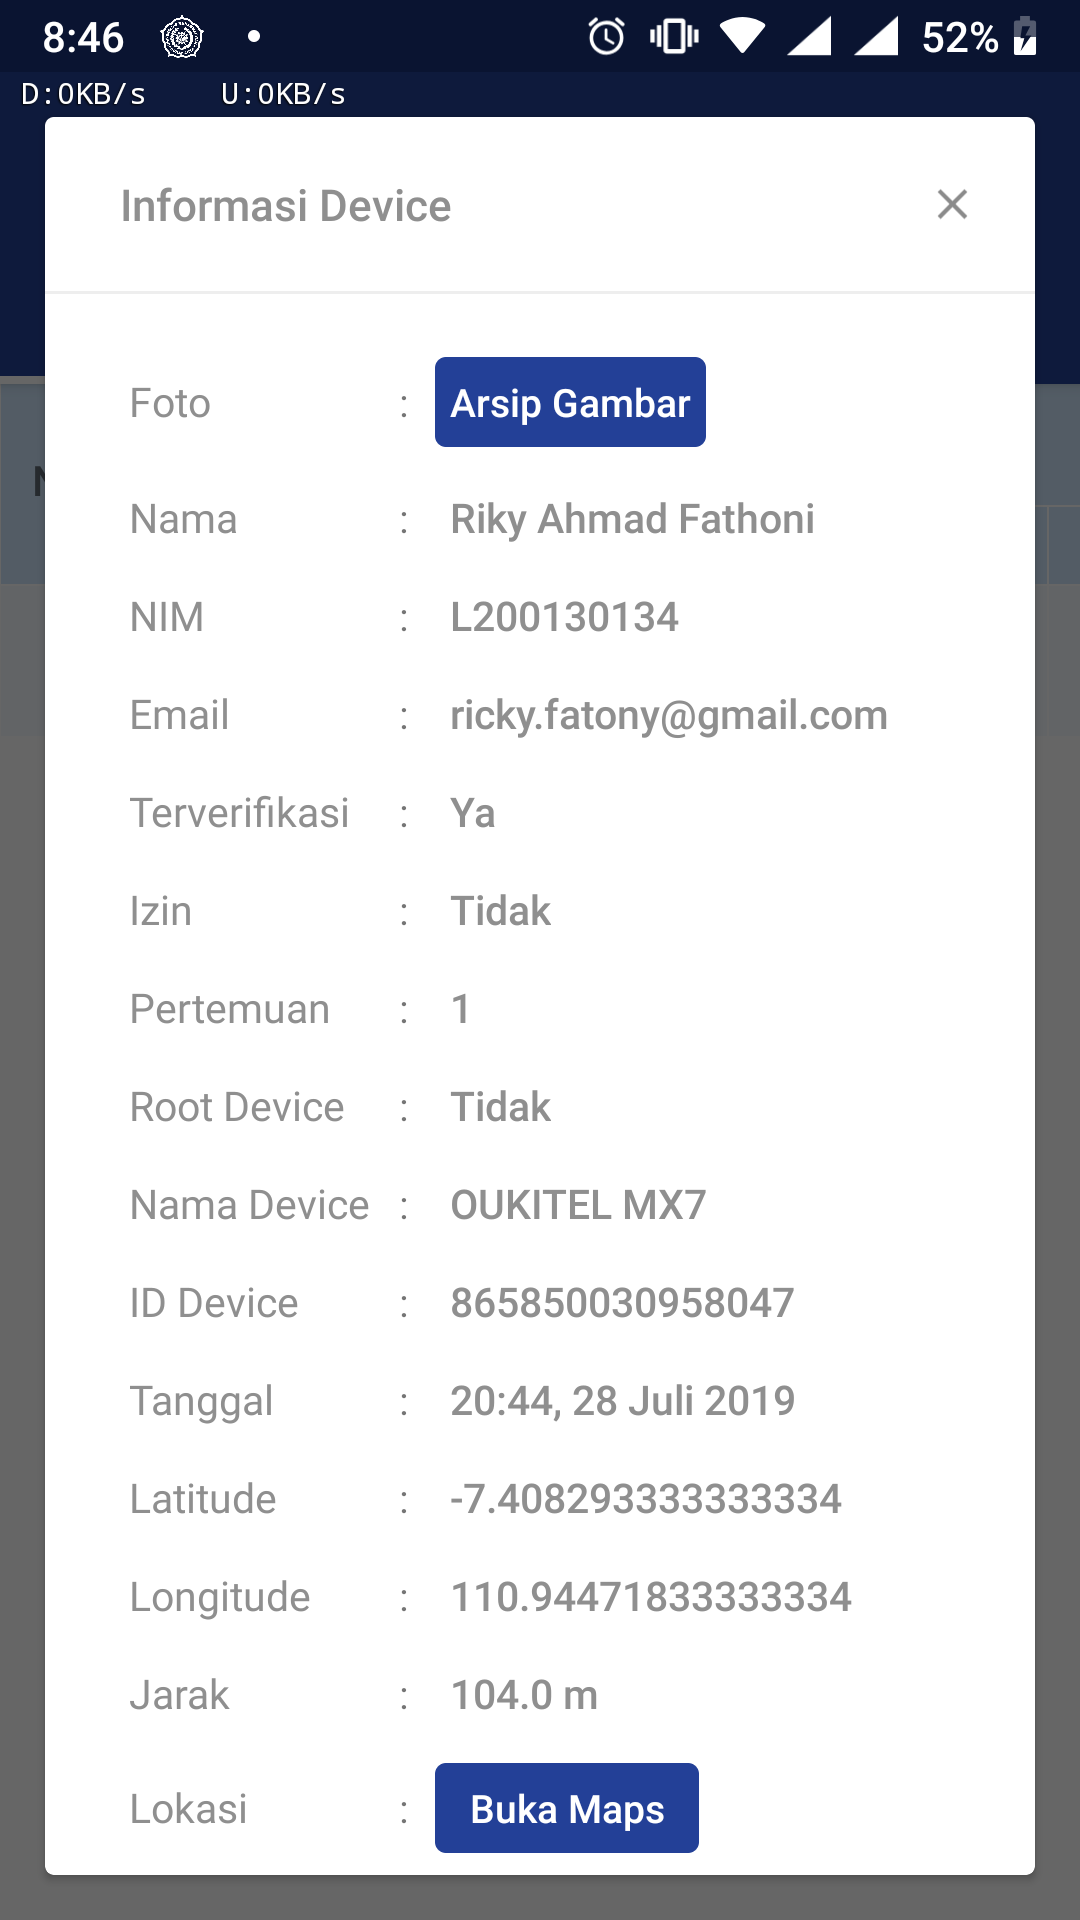 8:46 52%
D:0KB/s U:0KB/s
Informasi Device
Foto : Arsip Gambar
Nama : Riky Ahmad Fathoni
NIM : L200130134
Email : ricky.fatony@gmail.com
Terverifikasi : Ya
Izin : Tidak
Pertemuan : 1
Root Device : Tidak
Nama Device : OUKITEL MX7
ID Device : 865850030958047
Tanggal : 20:44, 28 Juli 2019
Latitude : -7.408293333333334
Longitude : 110.94471833333334
Jarak : 104.0 m
Lokasi : Buka Maps